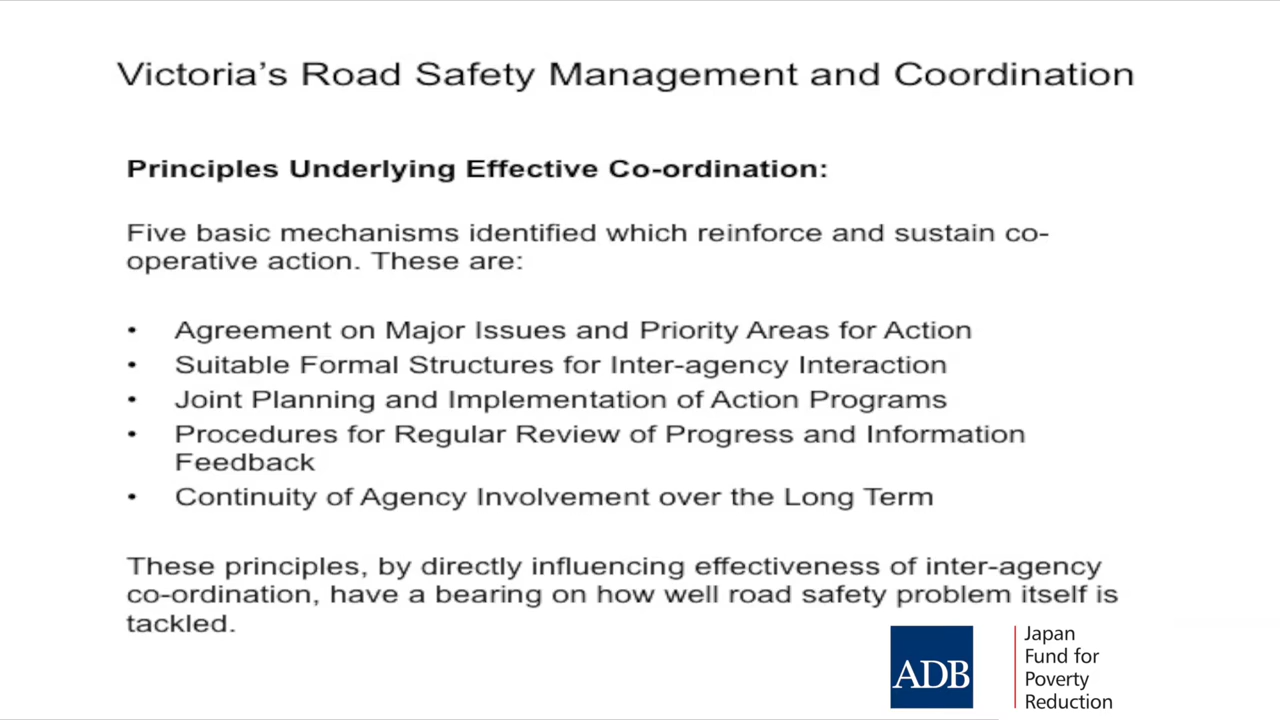 Victoria's Road Safety Management and Coordination
Principles Underlying Effective Co-ordination:
Five basic mechanisms identified which reinforce and sustain co-
operative action. These are:
• Agreement on Major Issues and Priority Areas for Action
• Suitable Formal Structures for Inter-agency Interaction
• Joint Planning and Implementation of Action Programs
• Procedures for Regular Review of Progress and Information
Feedback
• Continuity of Agency Involvement over the Long Term
These principles, by directly influencing effectiveness of inter-agency
co-ordination, have a bearing on how well road safety problem itself is
tackled.
ADB
Japan
Fund for
Poverty
Reduction